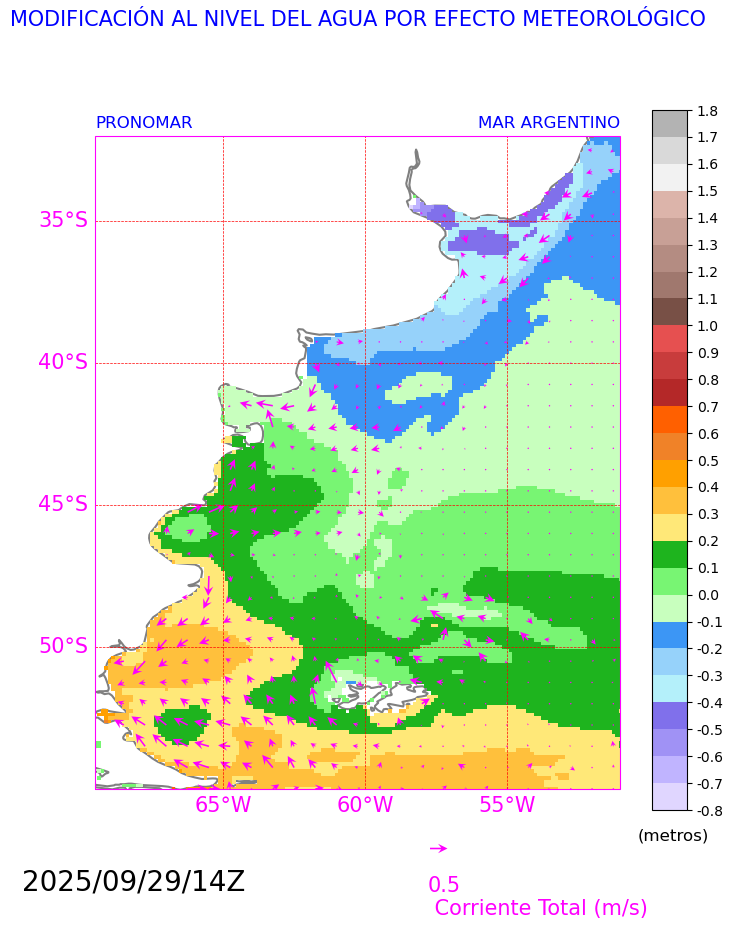 MODIFICACIÓN AL NIVEL DEL AGUA POR EFECTO METEOROLÓGICO
PRONOMAR MAR ARGENTINO
35°S
40°S
45°S
50°S
65°W 60°W 55°W
1.8
1.7
1.6
1.5
1.4
1.3
1.2
1.1
1.0
0.9
0.8
0.7
0.6
0.5
0.4
0.3
0.2
0.1
0.0
-0.1
-0.2
-0.3
-0.4
-0.5
-0.6
-0.7
-0.8
(metros)
2025/09/29/14Z
0.5
Corriente Total (m/s)